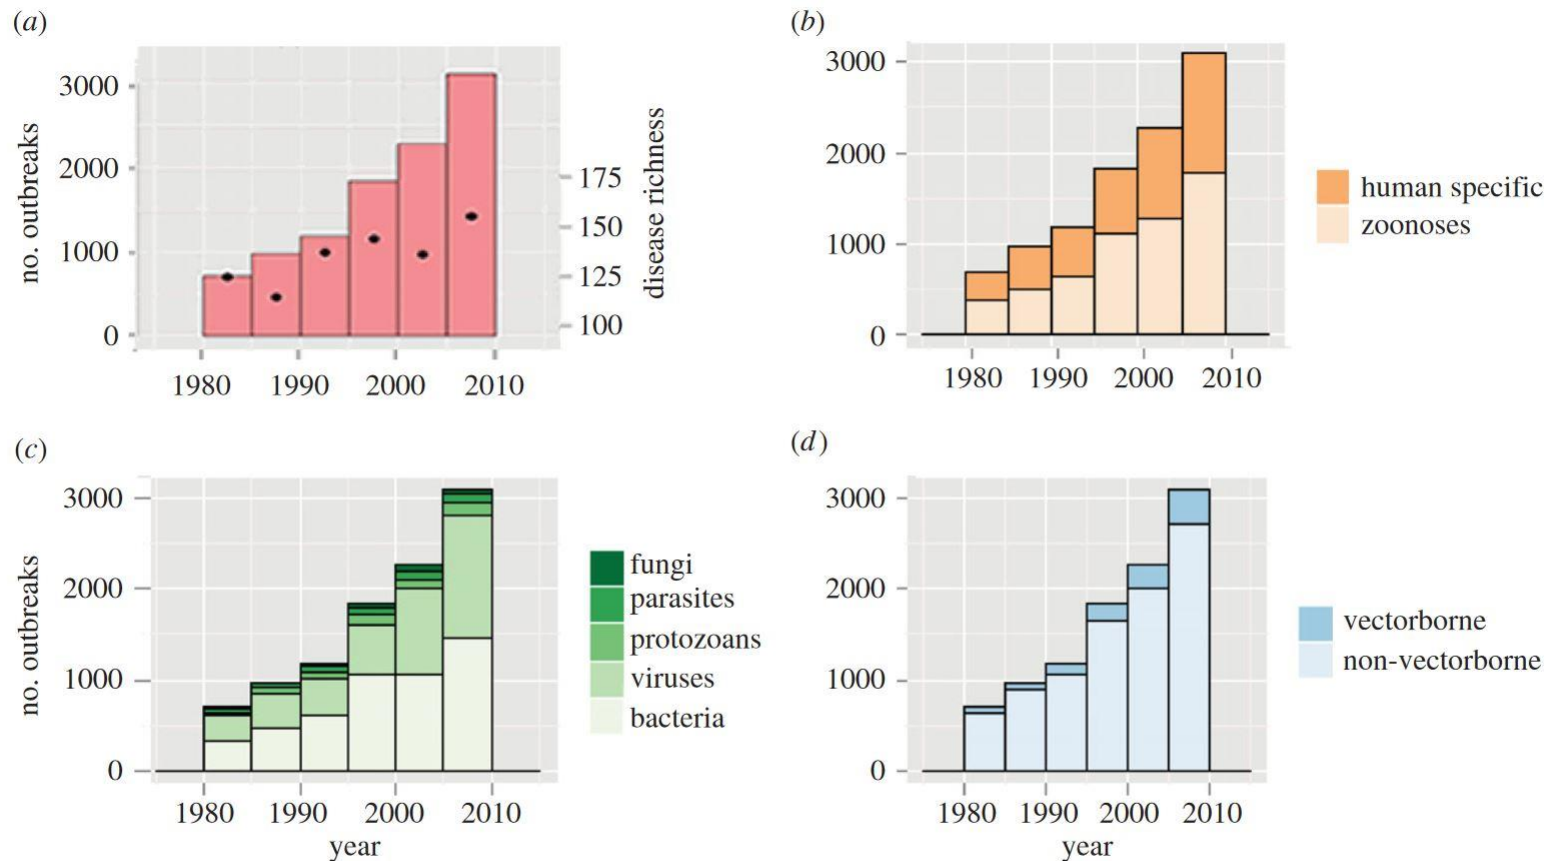 (a)
no. outbreaks
3000
2000
1000
0
175
150
125
100
disease richness
1980 1990 2000 2010
(b)
3000
2000
1000
0
1980 1990 2000 2010
human specific
zoonoses
(c)
no. outbreaks
3000
2000
1000
0
1980 1990 2000 2010
year
fungi
parasites
protozoans
viruses
bacteria
(d)
3000
2000
1000
0
1980 1990 2000 2010
year
vectorborne
non-vectorborne